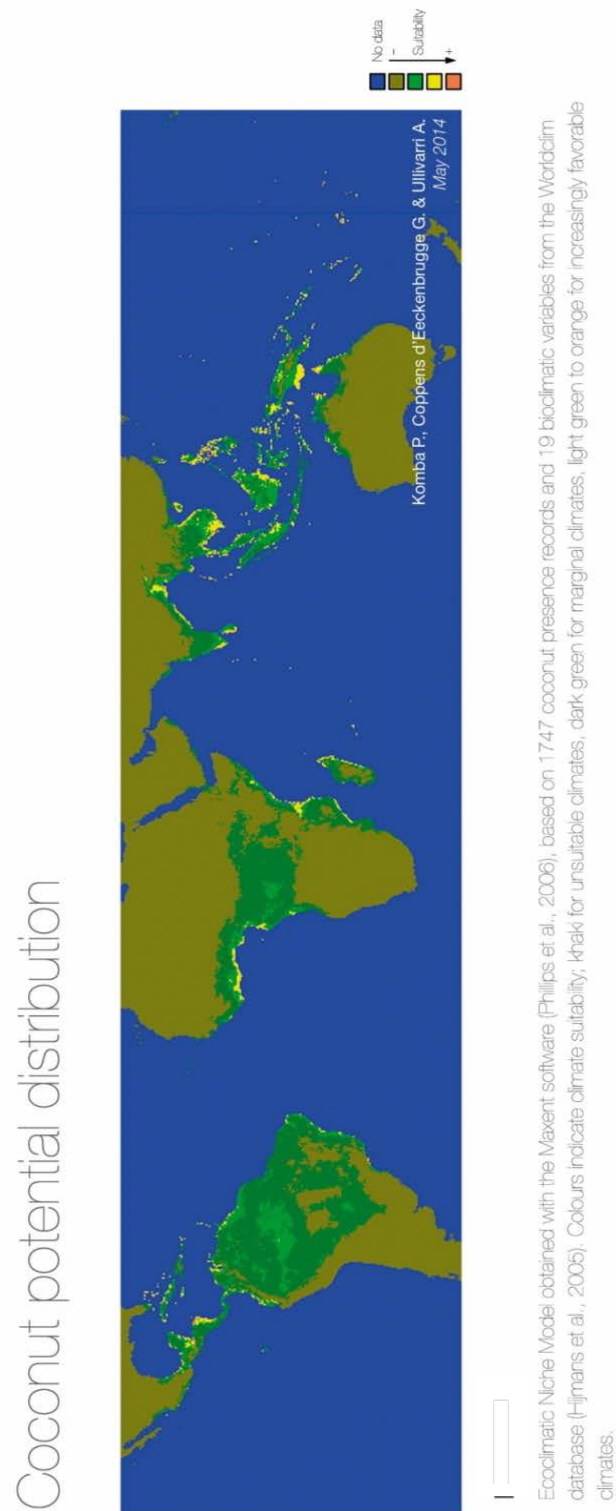 Coconut potential distribution
No data
-
Suitability
+
Komba P., Coppens d'Eeckenbrugge G. & Ullivarri A.
May 2014
Ecoclimatic Niche Model obtained with the Maxent software (Phillips et al., 2006), based on 1747 coconut presence records and 19 bioclimatic variables from the Worldclim
database (Hijmans et al., 2005). Colours indicate climate suitability; khaki for unsuitable climates, dark green for marginal climates, light green to orange for increasingly favorable
climates.